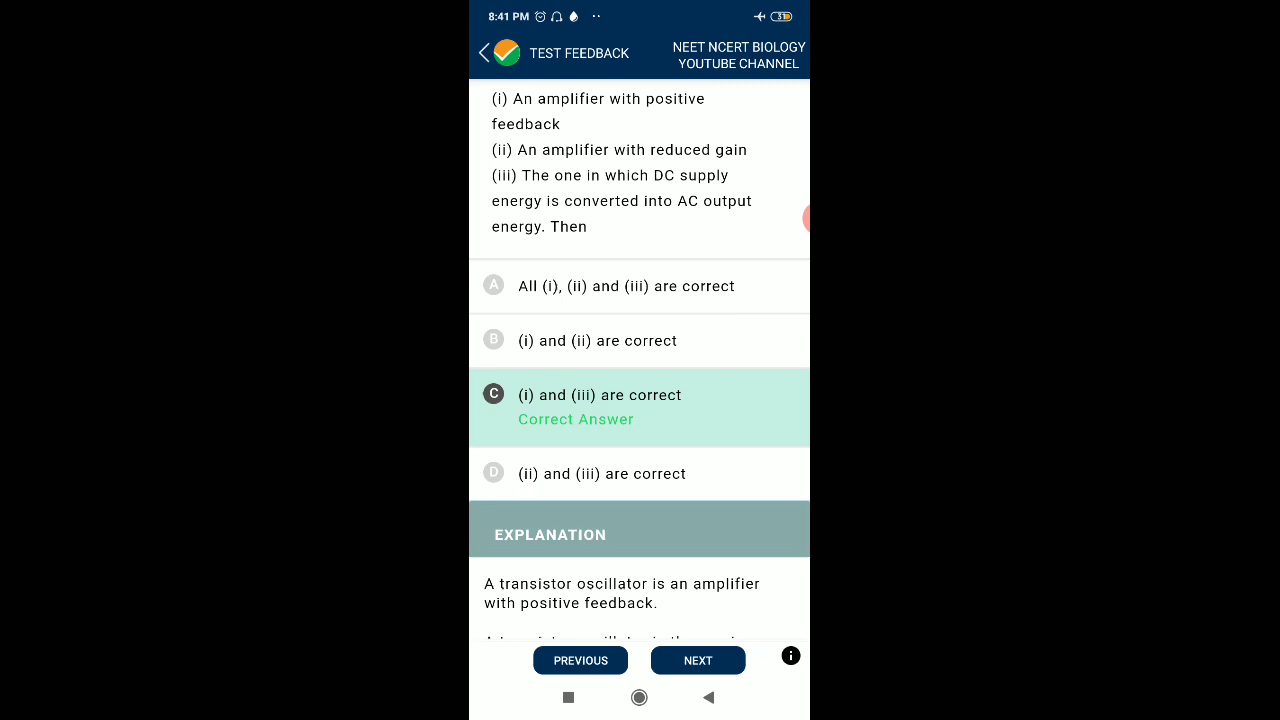 8:41 PM
31
TEST FEEDBACK
NEET NCERT BIOLOGY
YOUTUBE CHANNEL
(i) An amplifier with positive
feedback
(ii) An amplifier with reduced gain
(iii) The one in which DC supply
energy is converted into AC output
energy. Then
A All (i), (ii) and (iii) are correct
B (i) and (ii) are correct
C (i) and (iii) are correct
Correct Answer
D (ii) and (iii) are correct
EXPLANATION
A transistor oscillator is an amplifier
with positive feedback.
PREVIOUS
NEXT